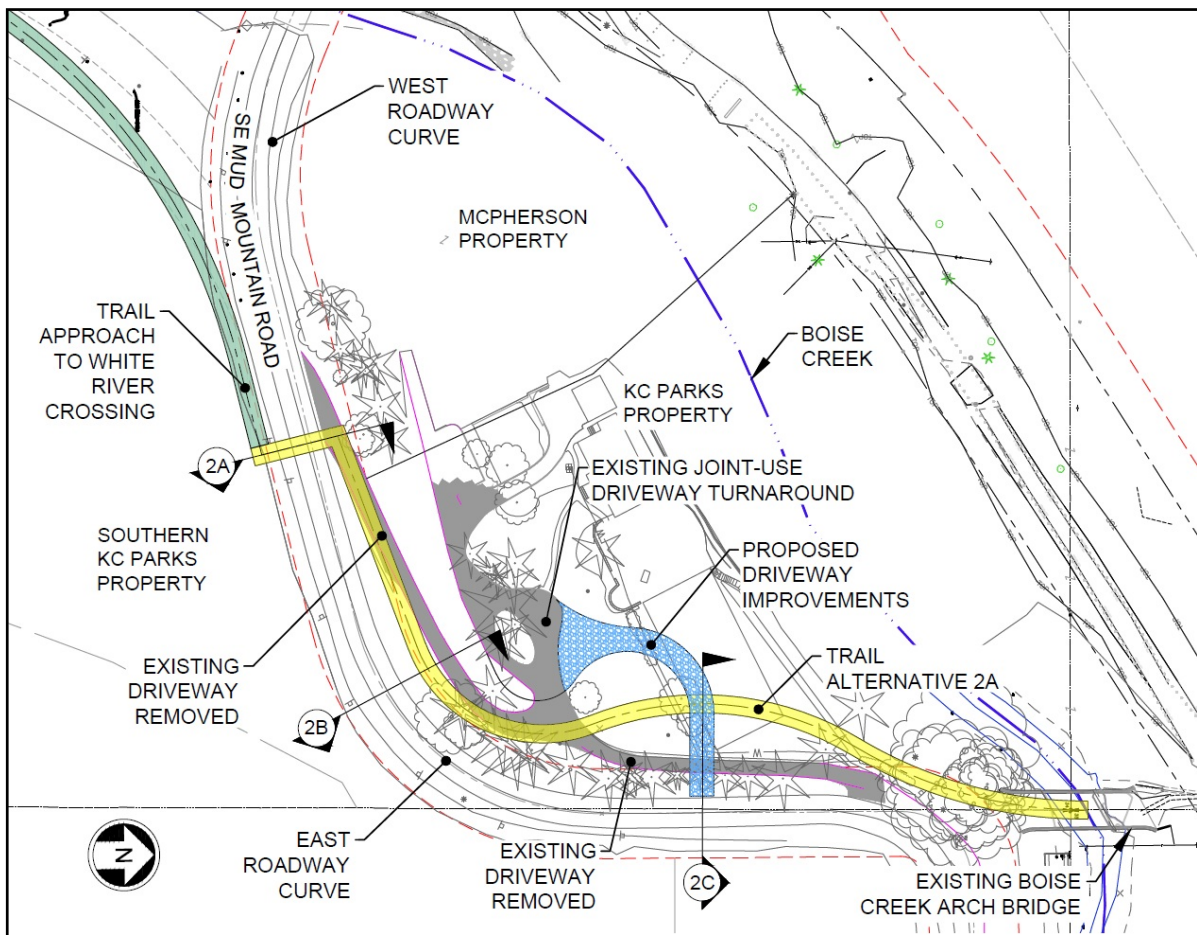 WEST
ROADWAY
CURVE
SE MUD MOUNTAIN ROAD
MCPHERSON
PROPERTY
TRAIL
APPROACH
TO WHITE
RIVER
CROSSING
BOISE
CREEK
KC PARKS
PROPERTY
2A
EXISTING JOINT-USE
DRIVEWAY TURNAROUND
SOUTHERN
KC PARKS
PROPERTY
PROPOSED
DRIVEWAY
IMPROVEMENTS
EXISTING
DRIVEWAY
REMOVED
TRAIL
ALTERNATIVE 2A
2B
N
EAST
ROADWAY
CURVE
EXISTING
DRIVEWAY
REMOVED
2C
EXISTING BOISE
CREEK ARCH BRIDGE